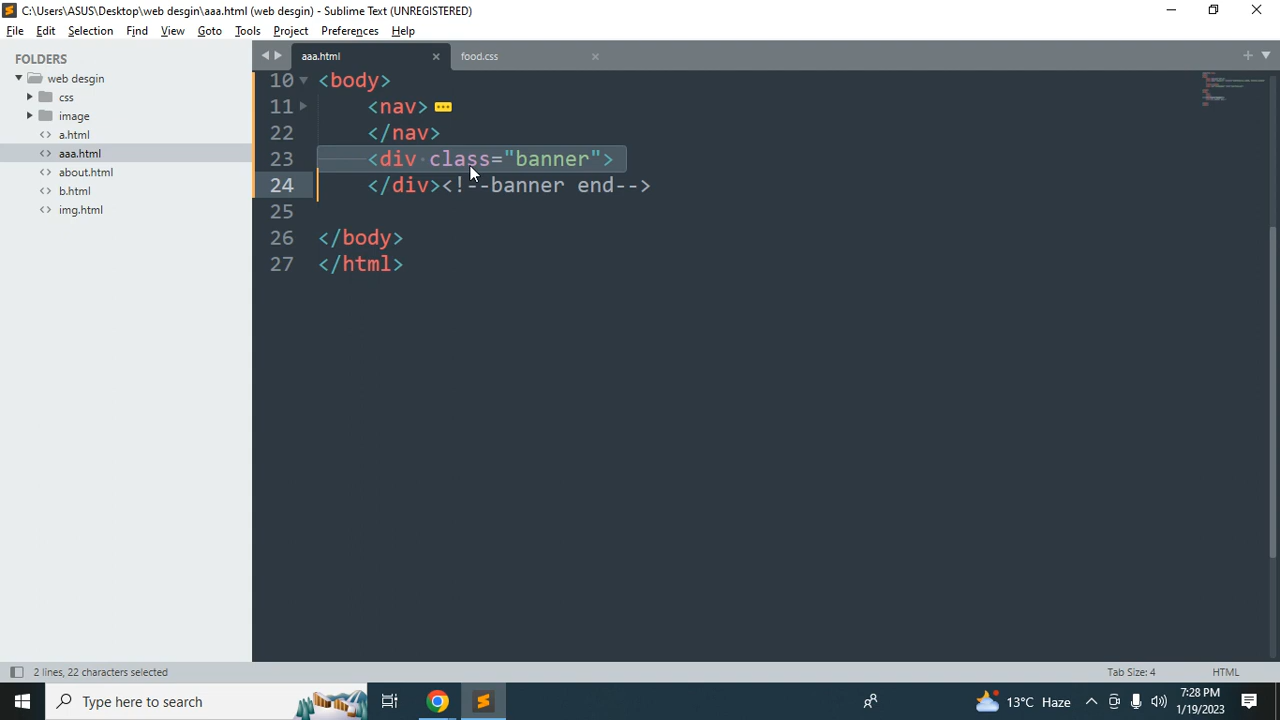 C:\Users\ASUS\Desktop\web desgin\aaa.html (web desgin) - Sublime Text (UNREGISTERED)
File Edit Selection Find View Goto Tools Project Preferences Help
FOLDERS
web desgin
css
image
a.html
aaa.html
about.html
b.html
img.html
aaa.html
food.css
10 <body>
11 <nav>
22 </nav>
23 <div class="banner">
24 </div><!--banner end-->
25
26 </body>
27 </html>
2 lines, 22 characters selected
Tab Size: 4
HTML
Type here to search
13°C Haze
7:28 PM
1/19/2023